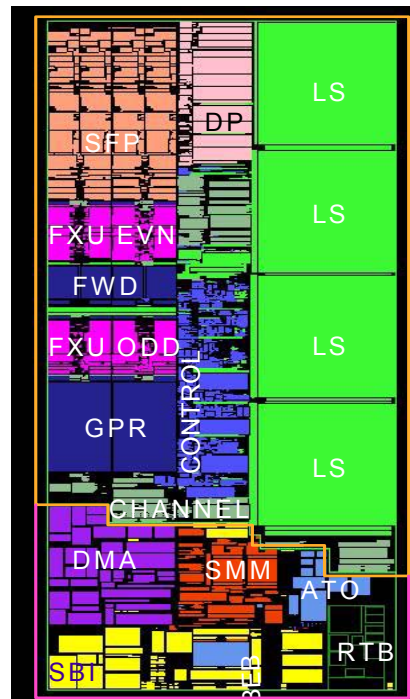 LS
DP
SFP
LS
FXU EVN
FWD
LS
FXU ODD
GPR
CONTROL
LS
CHANNEL
DMA
SMM
ATO
RTB
SBI
BEB